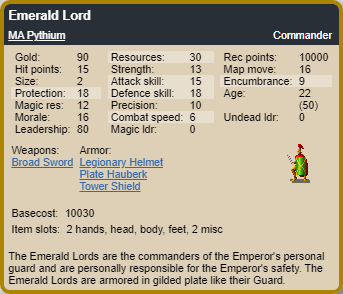 Emerald Lord
MA Pythium Commander
Gold: 90 Resources: 30 Rec points: 10000
Hit points: 15 Strength: 13 Map move: 16
Size: 2 Attack skill: 15 Encumbrance: 9
Protection: 18 Defence skill: 18 Age: 22
Magic res: 12 Precision: 10 (50)
Morale: 16 Combat speed: 6 Undead ldr: 0
Leadership: 80 Magic ldr: 0
Weapons: Armor:
Broad Sword Legionary Helmet
Plate Hauberk
Tower Shield
Basecost: 10030
Item slots: 2 hands, head, body, feet, 2 misc
The Emerald Lords are the commanders of the Emperor's personal
guard and are personally responsible for the Emperor's safety. The
Emerald Lords are armored in gilded plate like their Guard.